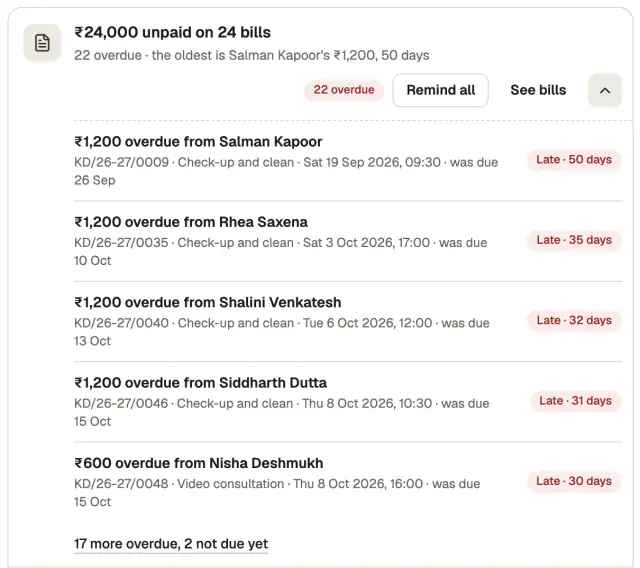 ₹24,000 unpaid on 24 bills
22 overdue · the oldest is Salman Kapoor's ₹1,200, 50 days
22 overdue
Remind all
See bills
₹1,200 overdue from Salman Kapoor
KD/26-27/0009 · Check-up and clean · Sat 19 Sep 2026, 09:30 · was due
26 Sep
Late · 50 days
₹1,200 overdue from Rhea Saxena
KD/26-27/0035 · Check-up and clean · Sat 3 Oct 2026, 17:00 · was due
10 Oct
Late · 35 days
₹1,200 overdue from Shalini Venkatesh
KD/26-27/0040 · Check-up and clean · Tue 6 Oct 2026, 12:00 · was due
13 Oct
Late · 32 days
₹1,200 overdue from Siddharth Dutta
KD/26-27/0046 · Check-up and clean · Thu 8 Oct 2026, 10:30 · was due
15 Oct
Late · 31 days
₹600 overdue from Nisha Deshmukh
KD/26-27/0048 · Video consultation · Thu 8 Oct 2026, 16:00 · was due
15 Oct
Late · 30 days
17 more overdue, 2 not due yet